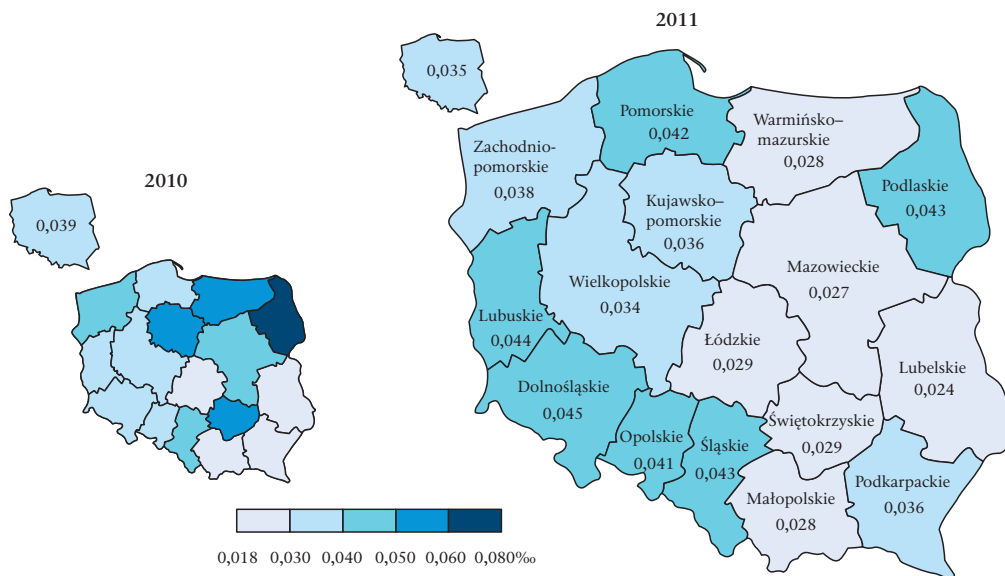 2011
0,035
Pomorskie
0,042
Warmińsko–
mazurskie
0,028
Zachodnio-
pomorskie
0,038
Podlaskie
0,043
Kujawsko–
pomorskie
0,036
2010
0,039
Mazowieckie
0,027
Wielkopolskie
0,034
Lubuskie
0,044
Łódzkie
0,029
Lubelskie
0,024
Dolnośląskie
0,045
Świętokrzyskie
0,029
Opolskie
0,041
Śląskie
0,043
Podkarpackie
0,036
Małopolskie
0,028
0,018 0,030 0,040 0,050 0,060 0,080‰